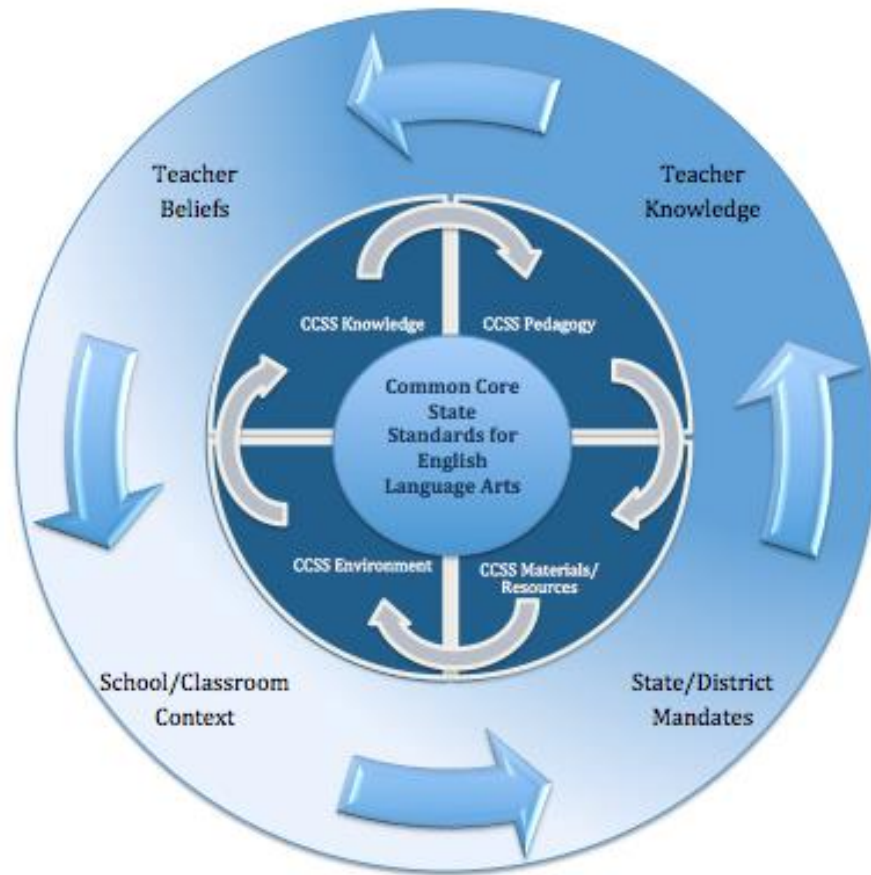 Teacher
Beliefs
Teacher
Knowledge
CCSS Knowledge
CCSS Pedagogy
Common Core
State
Standards for
English
Language Arts
CCSS Environment
CCSS Materials/
Resources
School/Classroom
Context
State/District
Mandates